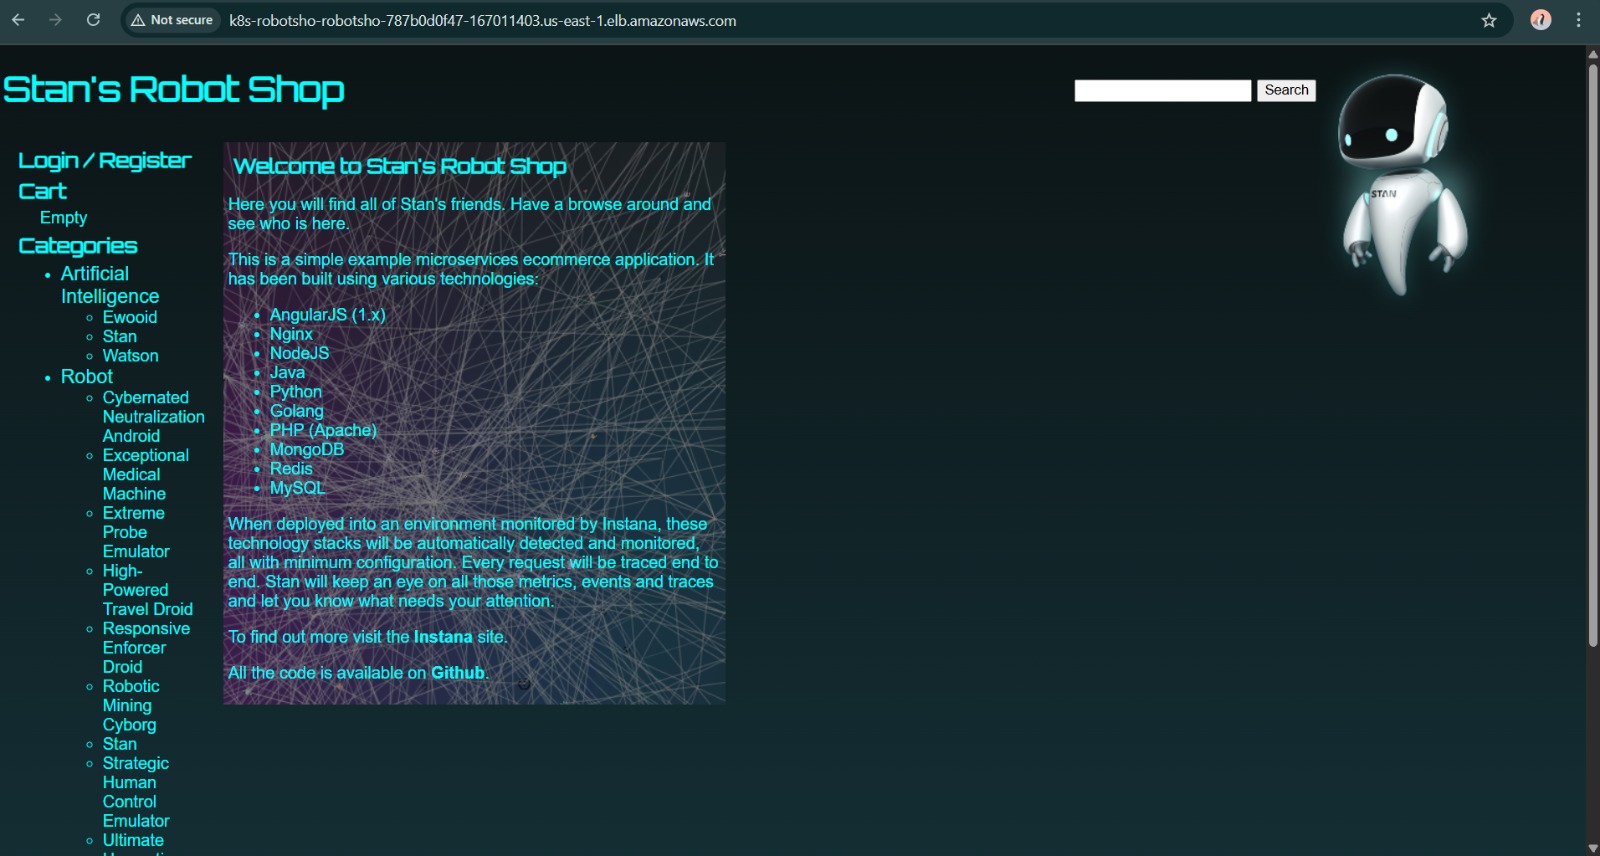 Not secure
k8s-robotsho-robotsho-787b0d0f47-167011403.us-east-1.elb.amazonaws.com
Stan's Robot Shop
Search
STAN
Login / Register
Cart
Empty
Categories
Artificial
Intelligence
Ewooid
Stan
Watson
Robot
Cybernated
Neutralization
Android
Exceptional
Medical
Machine
Extreme
Probe
Emulator
High-
Powered
Travel Droid
Responsive
Enforcer
Droid
Robotic
Mining
Cyborg
Stan
Strategic
Human
Control
Emulator
Ultimate
Welcome to Stan's Robot Shop
Here you will find all of Stan's friends. Have a browse around and
see who is here.
This is a simple example microservices ecommerce application. It
has been built using various technologies:
AngularJS (1.x)
Nginx
NodeJS
Java
Python
Golang
PHP (Apache)
MongoDB
Redis
MySQL
When deployed into an environment monitored by Instana, these
technology stacks will be automatically detected and monitored,
all with minimum configuration. Every request will be traced end to
end. Stan will keep an eye on all those metrics, events and traces
and let you know what needs your attention.
To find out more visit the Instana site.
All the code is available on Github.